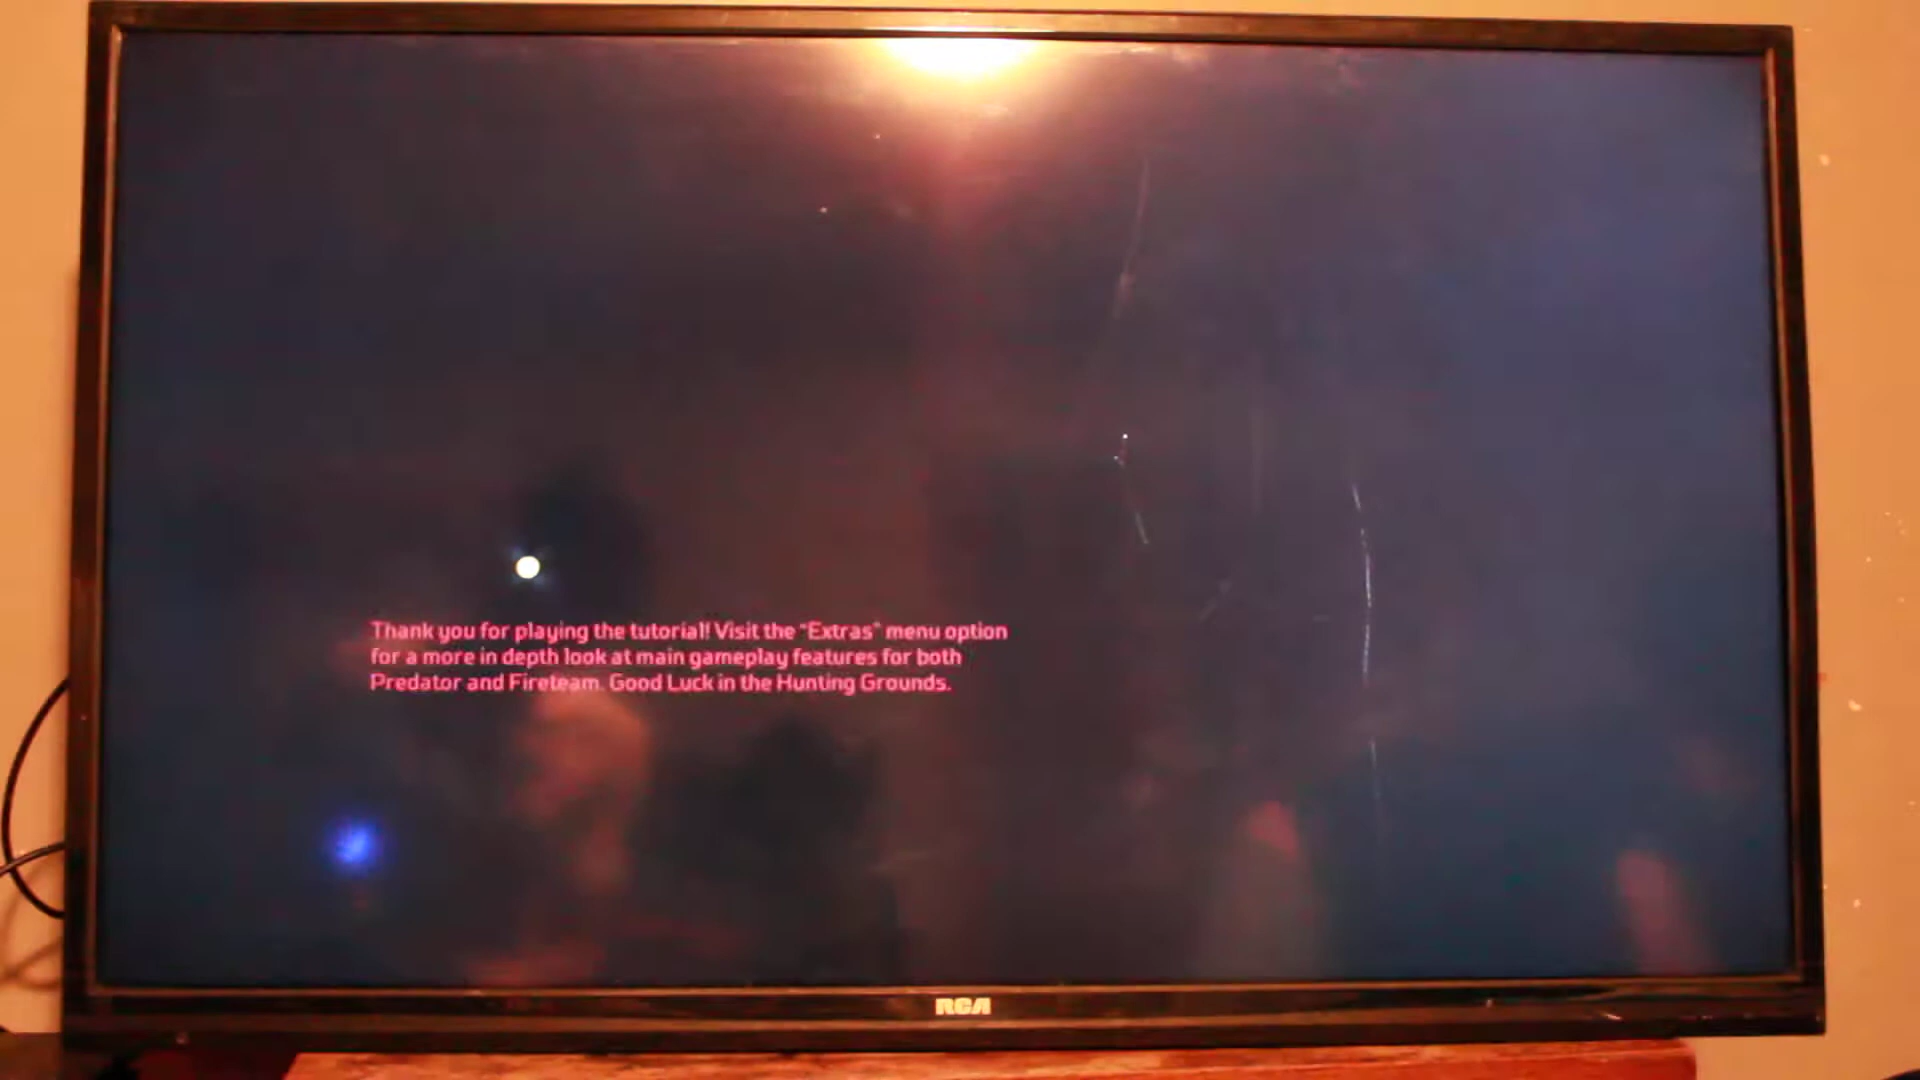 Thank you for playing the tutorial! Visit the "Extras" menu option
for a more in depth look at main gameplay features for both
Predator and Fireteam. Good Luck in the Hunting Grounds.
RCA